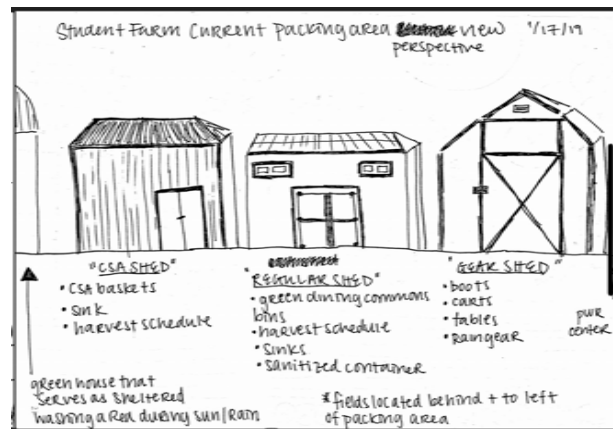 Student Farm Current Packing area view 1/17/19
perspective
"CSA SHED"
• CSA baskets
• sink
• harvest schedule
"REGULAR SHED"
• green dining commons
bins
• harvest schedule
• sinks
• sanitized container
"GEAR SHED"
• boots
• carts
• tables
• raingear
pwr
center
green house that
serves as sheltered
washing area during sun/rain
* fields located behind + to left
of packing area